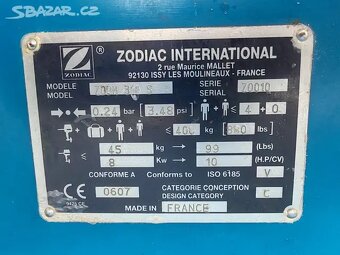 SBAZAR.CZ
ZODIAC INTERNATIONAL
2 rue Maurice MALLET
92130 ISSY LES MOULINEAUX - FRANCE
ZODIAC ®
MODELE
MODEL
SERIE
SERIAL 70010
0.24 bar 3.48 psi ≤ 4 + 0
≤ 400 kg (Lbs)
≤ 45 kg → 99 (Lbs)
≤ 8 Kw → 10 (H.P/CV)
CONFORME A Conforms to ISO 6185 V
CE 0607 CATEGORIE CONCEPTION
DESIGN CATEGORY C
MADE IN FRANCE